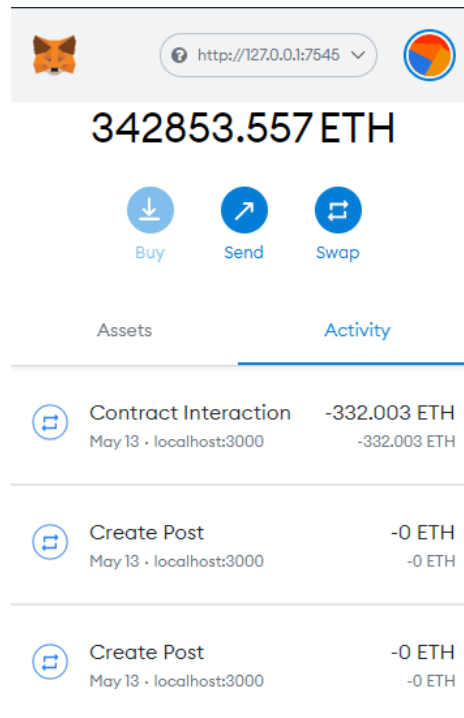 http://127.0.0.1:7545
342853.557 ETH
Buy Send Swap
Assets Activity
Contract Interaction -332.003 ETH
May 13 · localhost:3000 -332.003 ETH
Create Post -0 ETH
May 13 · localhost:3000 -0 ETH
Create Post -0 ETH
May 13 · localhost:3000 -0 ETH